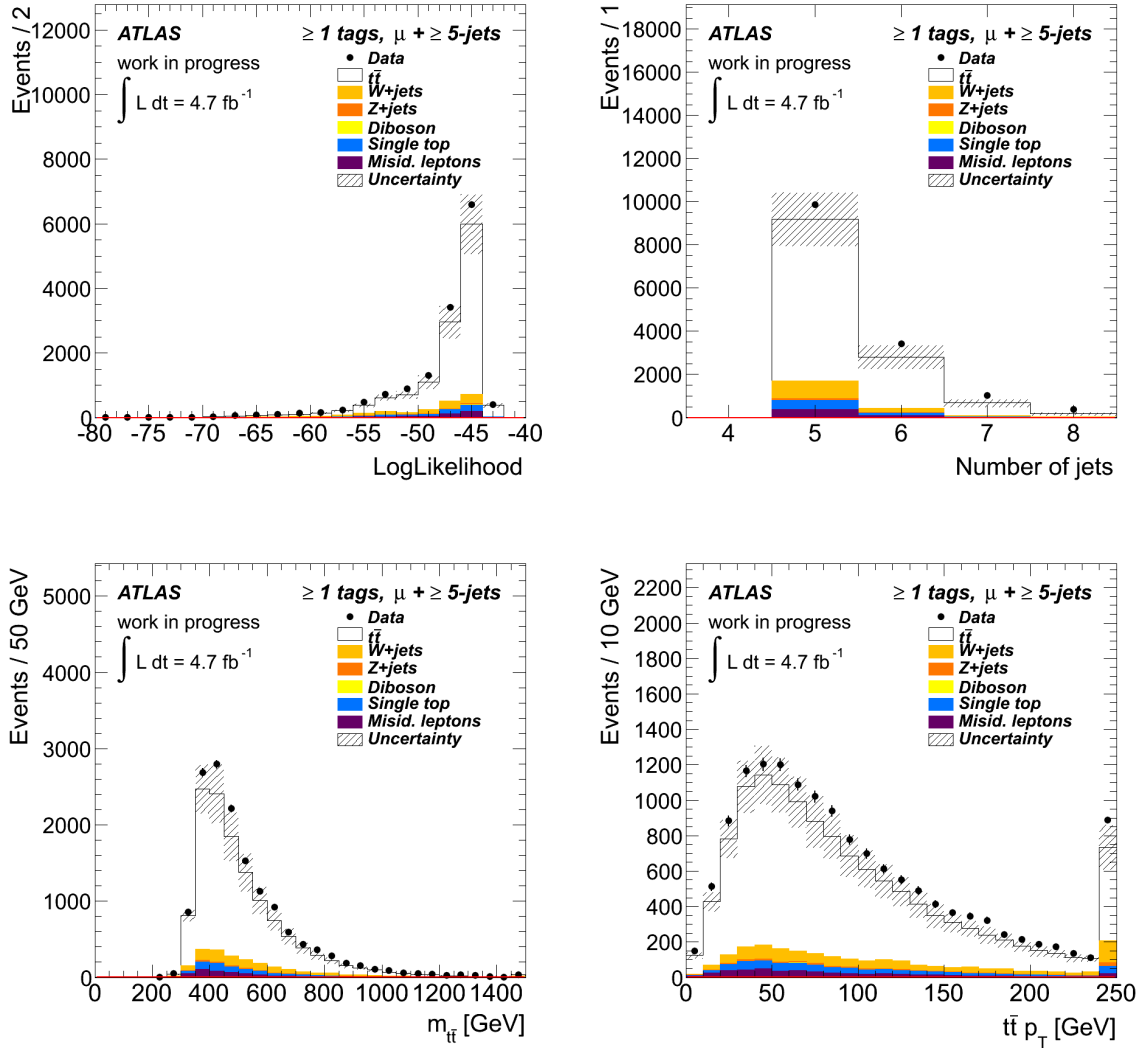 Events / 2
12000
10000
8000
6000
4000
2000
0
ATLAS
≥ 1 tags, μ + ≥ 5-jets
work in progress
∫ L dt = 4.7 fb⁻¹
Data
tt̄
W+jets
Z+jets
Diboson
Single top
Misid. leptons
Uncertainty
-80 -75 -70 -65 -60 -55 -50 -45 -40
LogLikelihood
Events / 1
18000
16000
14000
12000
10000
8000
6000
4000
2000
0
ATLAS
≥ 1 tags, μ + ≥ 5-jets
work in progress
∫ L dt = 4.7 fb⁻¹
Data
tt̄
W+jets
Z+jets
Diboson
Single top
Misid. leptons
Uncertainty
4 5 6 7 8
Number of jets
Events / 50 GeV
5000
4000
3000
2000
1000
0
ATLAS
≥ 1 tags, μ + ≥ 5-jets
work in progress
∫ L dt = 4.7 fb⁻¹
Data
tt̄
W+jets
Z+jets
Diboson
Single top
Misid. leptons
Uncertainty
0 200 400 600 800 1000 1200 1400
m_tt̄ [GeV]
Events / 10 GeV
2200
2000
1800
1600
1400
1200
1000
800
600
400
200
0
ATLAS
≥ 1 tags, μ + ≥ 5-jets
work in progress
∫ L dt = 4.7 fb⁻¹
Data
tt̄
W+jets
Z+jets
Diboson
Single top
Misid. leptons
Uncertainty
0 50 100 150 200 250
tt̄ p_T [GeV]